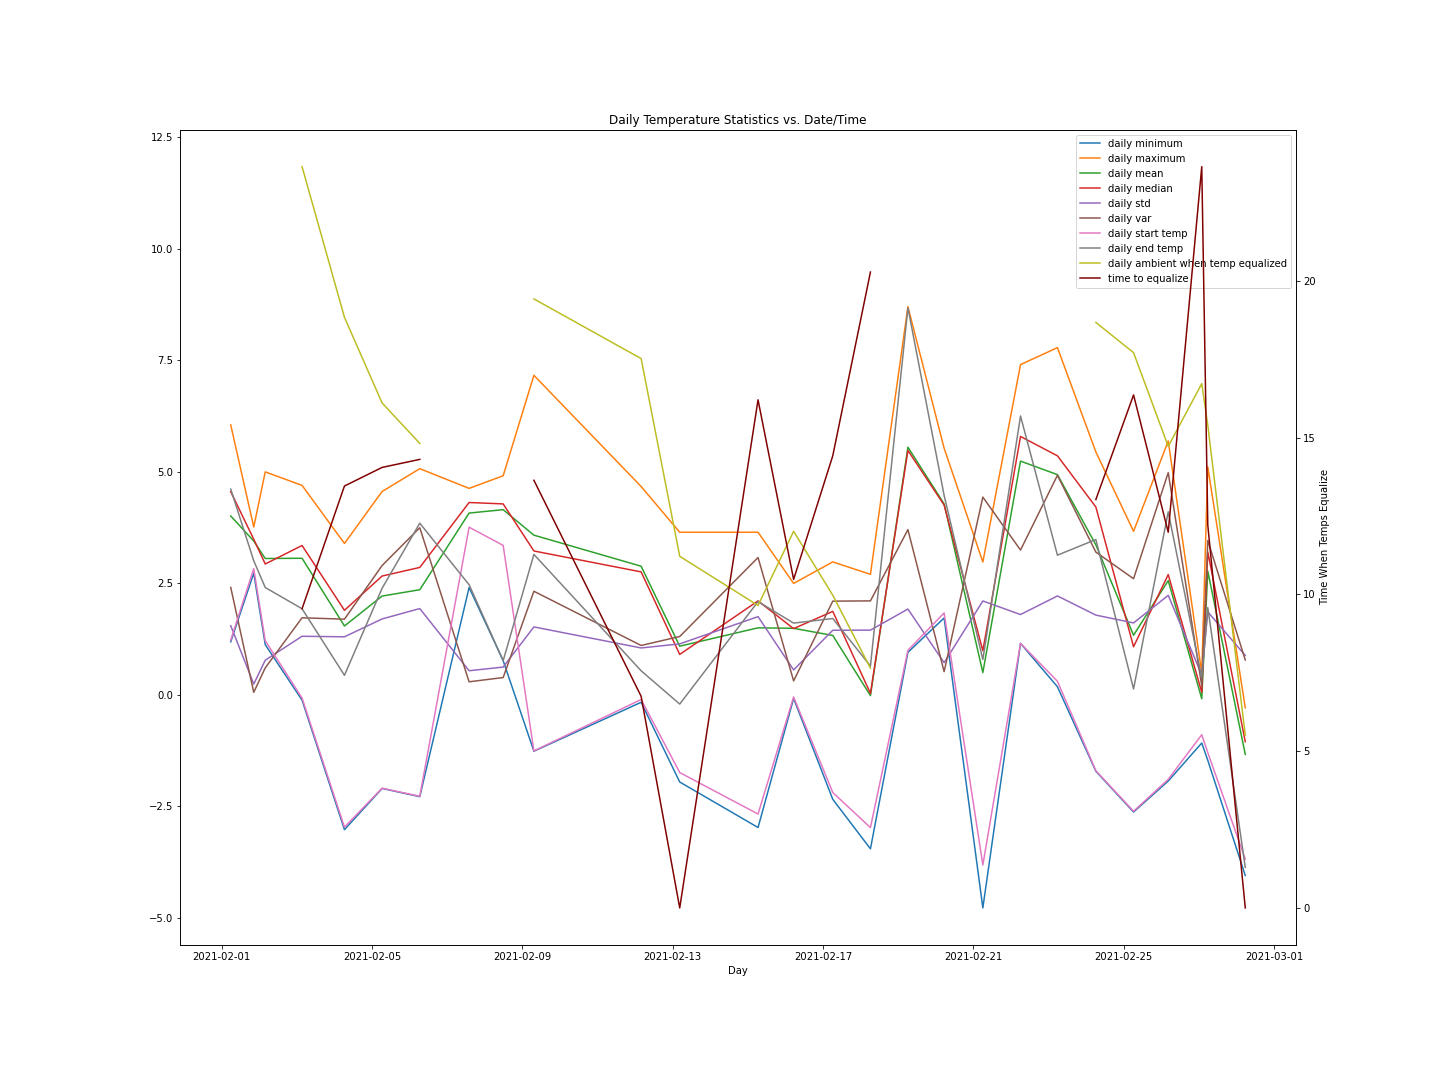 Daily Temperature Statistics vs. Date/Time
12.5
10.0
7.5
5.0
2.5
0.0
−2.5
−5.0
daily minimum
daily maximum
daily mean
daily median
daily std
daily var
daily start temp
daily end temp
daily ambient when temp equalized
time to equalize
20
15
10
5
0
Time When Temps Equalize
2021-02-01 2021-02-05 2021-02-09 2021-02-13 2021-02-17 2021-02-21 2021-02-25 2021-03-01
Day